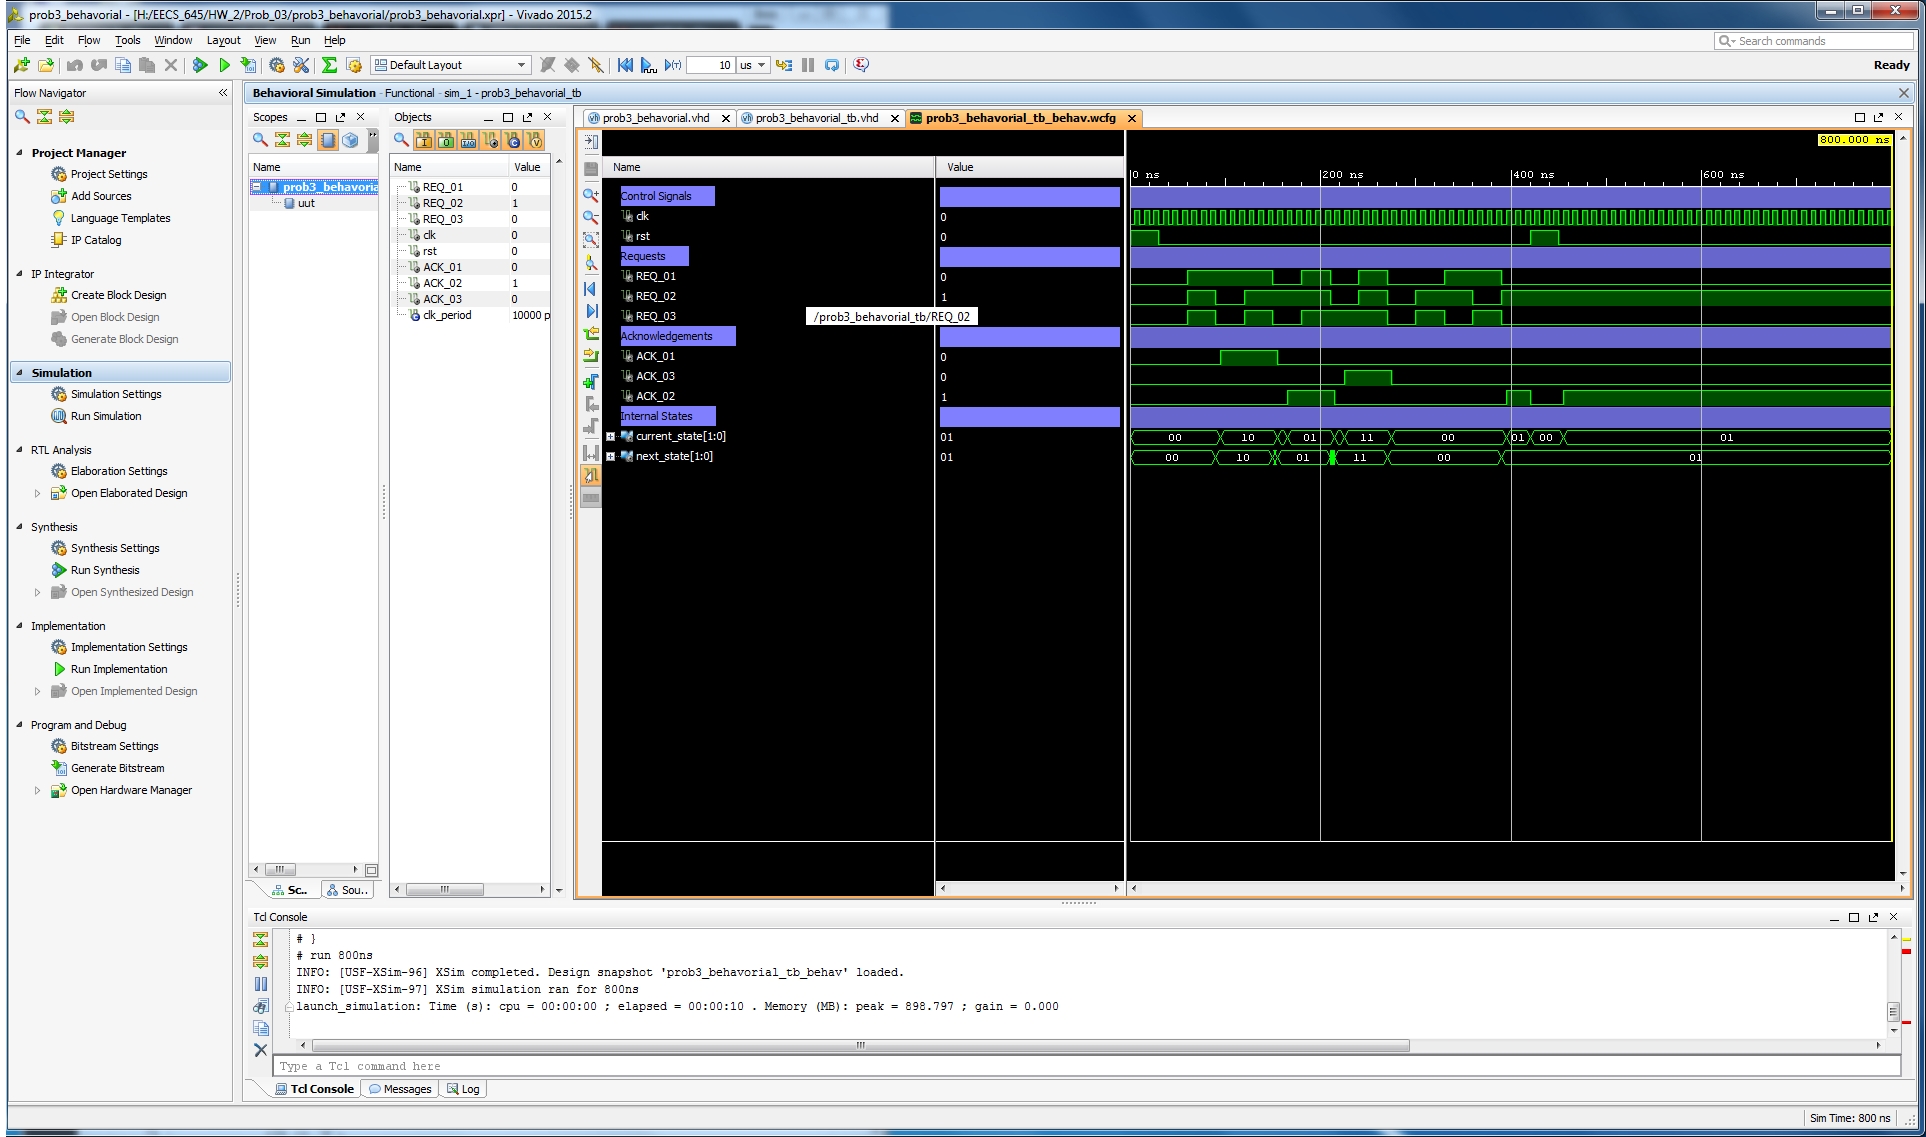 prob3_behavorial - [H:/EECS_645/HW_2/Prob_03/prob3_behavorial/prob3_behavorial.xpr] - Vivado 2015.2
File Edit Flow Tools Window Layout View Run Help
Search commands
Default Layout
10 us
Ready
Flow Navigator
Project Manager
Project Settings
Add Sources
Language Templates
IP Catalog
IP Integrator
Create Block Design
Open Block Design
Generate Block Design
Simulation
Simulation Settings
Run Simulation
RTL Analysis
Elaboration Settings
Open Elaborated Design
Synthesis
Synthesis Settings
Run Synthesis
Open Synthesized Design
Implementation
Implementation Settings
Run Implementation
Open Implemented Design
Program and Debug
Bitstream Settings
Generate Bitstream
Open Hardware Manager
Behavioral Simulation - Functional - sim_1 - prob3_behavorial_tb
Scopes
Name
prob3_behavoria
uut
Sc..
Sou..
Objects
Name Value
REQ_01 0
REQ_02 1
REQ_03 0
clk 0
rst 0
ACK_01 0
ACK_02 1
ACK_03 0
clk_period 10000 p
prob3_behavorial.vhd
prob3_behavorial_tb.vhd
prob3_behavorial_tb_behav.wcfg
800.000 ns
Name Value
0 ns 200 ns 400 ns 600 ns
Control Signals
clk 0
rst 0
Requests
REQ_01 0
REQ_02 1
REQ_03
/prob3_behavorial_tb/REQ_02
Acknowledgements
ACK_01 0
ACK_03 0
ACK_02 1
Internal States
current_state[1:0] 01 00 10 01 11 00 01 00 01
next_state[1:0] 01 00 10 01 11 00 01
Tcl Console
# }
# run 800ns
INFO: [USF-XSim-96] XSim completed. Design snapshot 'prob3_behavorial_tb_behav' loaded.
INFO: [USF-XSim-97] XSim simulation ran for 800ns
launch_simulation: Time (s): cpu = 00:00:00 ; elapsed = 00:00:10 . Memory (MB): peak = 898.797 ; gain = 0.000
Type a Tcl command here
Tcl Console
Messages
Log
Sim Time: 800 ns